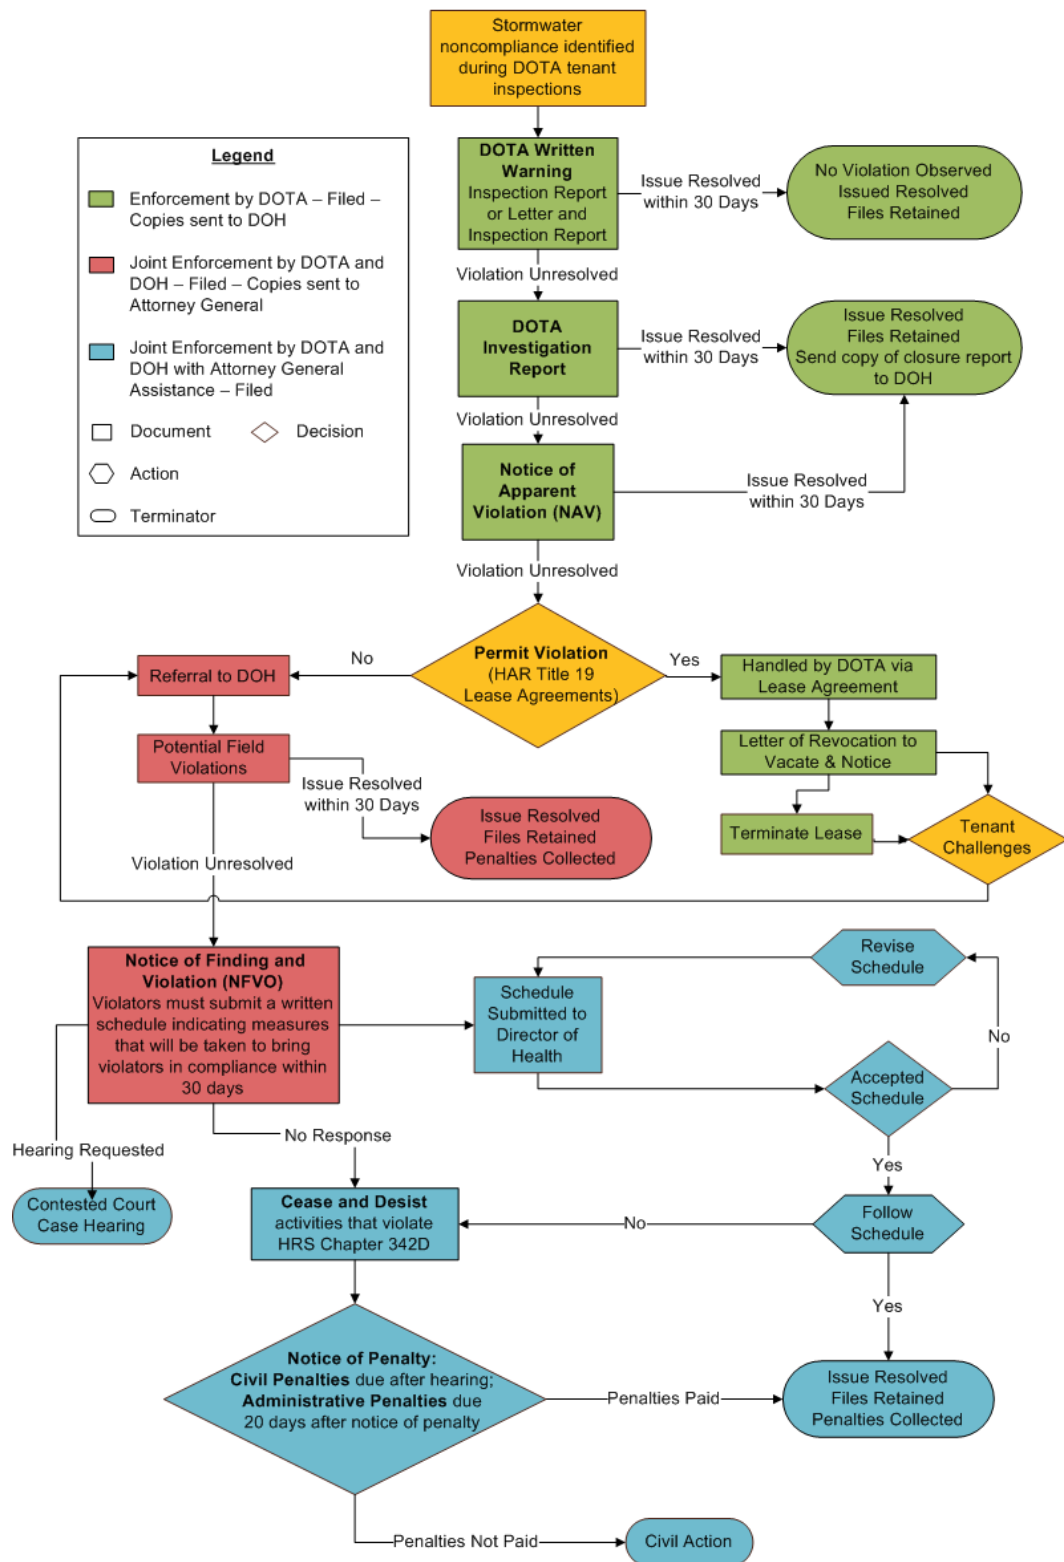 Stormwater
noncompliance identified
during DOTA tenant
inspections
Legend
Enforcement by DOTA – Filed –
Copies sent to DOH
Joint Enforcement by DOTA and
DOH – Filed – Copies sent to
Attorney General
Joint Enforcement by DOTA and
DOH with Attorney General
Assistance – Filed
Document
Decision
Action
Terminator
DOTA Written
Warning
Inspection Report
or Letter and
Inspection Report
Issue Resolved
within 30 Days
No Violation Observed
Issued Resolved
Files Retained
Violation Unresolved
DOTA
Investigation
Report
Issue Resolved
within 30 Days
Issue Resolved
Files Retained
Send copy of closure report
to DOH
Violation Unresolved
Notice of
Apparent
Violation (NAV)
Issue Resolved
within 30 Days
Violation Unresolved
Permit Violation
(HAR Title 19
Lease Agreements)
No
Yes
Referral to DOH
Handled by DOTA via
Lease Agreement
Potential Field
Violations
Letter of Revocation to
Vacate & Notice
Issue Resolved
within 30 Days
Issue Resolved
Files Retained
Penalties Collected
Terminate Lease
Tenant
Challenges
Violation Unresolved
Notice of Finding and
Violation (NFVO)
Violators must submit a written
schedule indicating measures
that will be taken to bring
violators in compliance within
30 days
Schedule
Submitted to
Director of
Health
Revise
Schedule
No
Accepted
Schedule
Yes
Hearing Requested
No Response
Contested Court
Case Hearing
Cease and Desist
activities that violate
HRS Chapter 342D
No
Follow
Schedule
Yes
Notice of Penalty:
Civil Penalties due after hearing;
Administrative Penalties due
20 days after notice of penalty
Penalties Paid
Issue Resolved
Files Retained
Penalties Collected
Penalties Not Paid
Civil Action